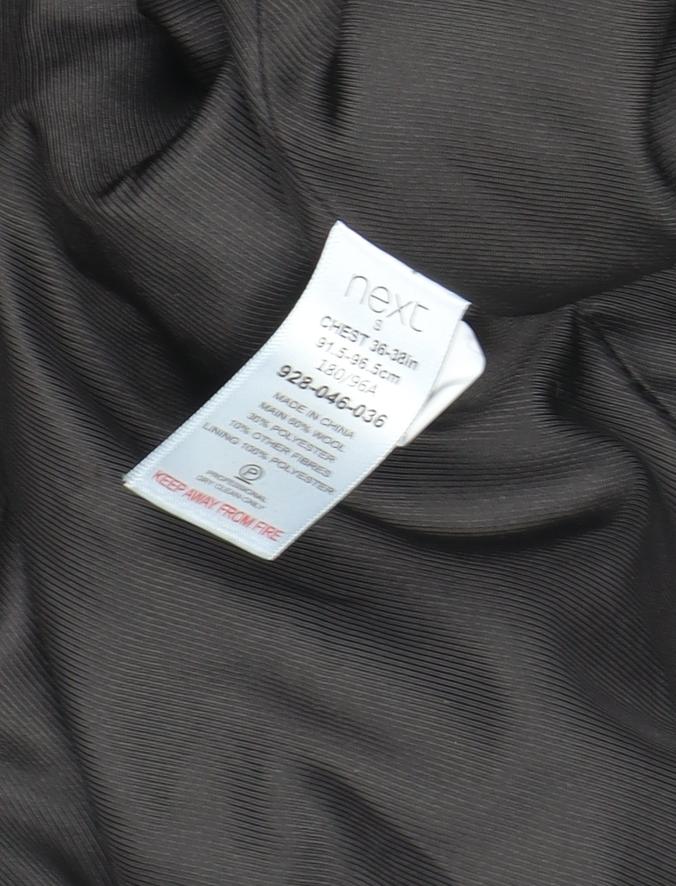 next
S
CHEST 36-38in
91.5-96.5cm
180/96A
928-046-036
MADE IN CHINA
MAIN 60% WOOL
30% POLYESTER
10% OTHER FIBRES
LINING 100% POLYESTER
P
PROFESSIONAL
DRY CLEAN ONLY
KEEP AWAY FROM FIRE